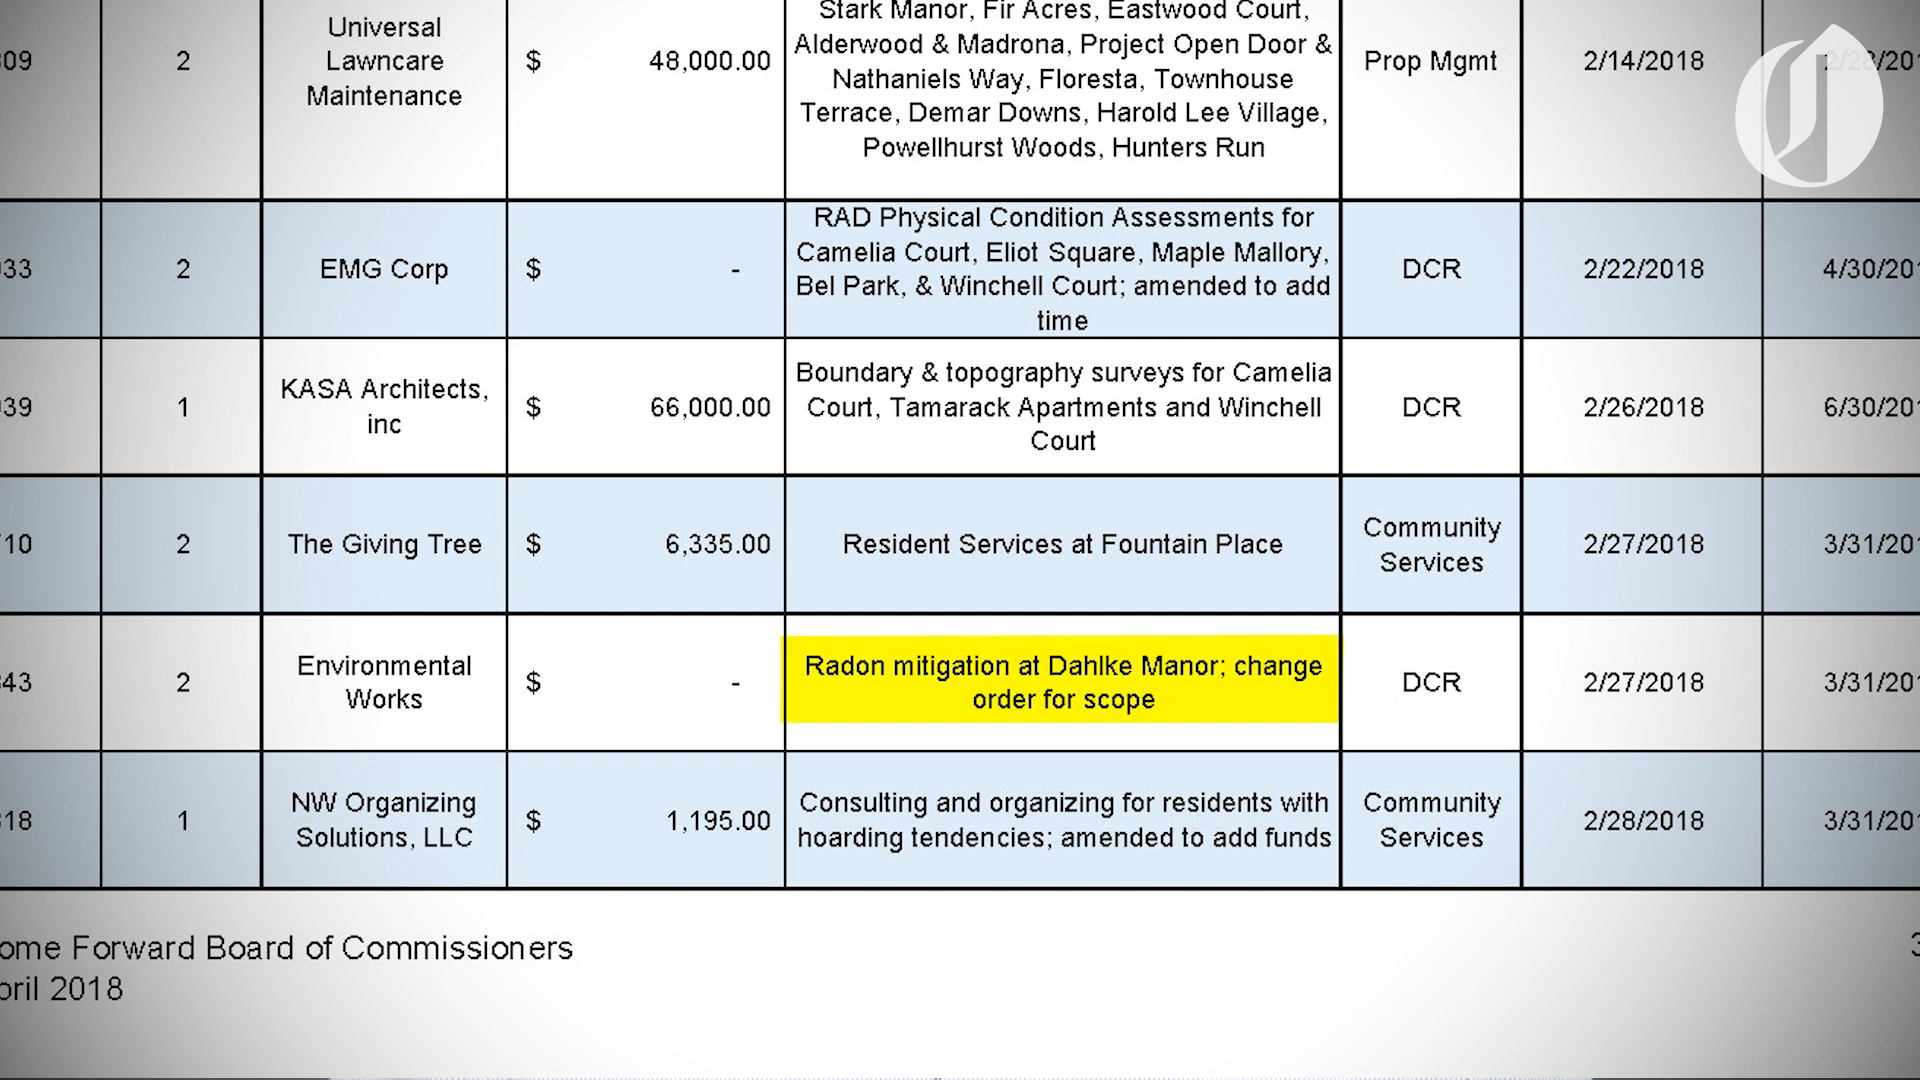 Universal
Lawncare
Maintenance
09
2
$ 48,000.00
Stark Manor, Fir Acres, Eastwood Court,
Alderwood & Madrona, Project Open Door &
Nathaniels Way, Floresta, Townhouse
Terrace, Demar Downs, Harold Lee Village,
Powellhurst Woods, Hunters Run
Prop Mgmt
2/14/2018
2/28/20
33
2
EMG Corp
$ -
RAD Physical Condition Assessments for
Camelia Court, Eliot Square, Maple Mallory,
Bel Park, & Winchell Court; amended to add
time
DCR
2/22/2018
4/30/20
39
1
KASA Architects,
inc
$ 66,000.00
Boundary & topography surveys for Camelia
Court, Tamarack Apartments and Winchell
Court
DCR
2/26/2018
6/30/20
10
2
The Giving Tree
$ 6,335.00
Resident Services at Fountain Place
Community
Services
2/27/2018
3/31/20
43
2
Environmental
Works
$ -
Radon mitigation at Dahlke Manor; change
order for scope
DCR
2/27/2018
3/31/20
18
1
NW Organizing
Solutions, LLC
$ 1,195.00
Consulting and organizing for residents with
hoarding tendencies; amended to add funds
Community
Services
2/28/2018
3/31/20
ome Forward Board of Commissioners
pril 2018